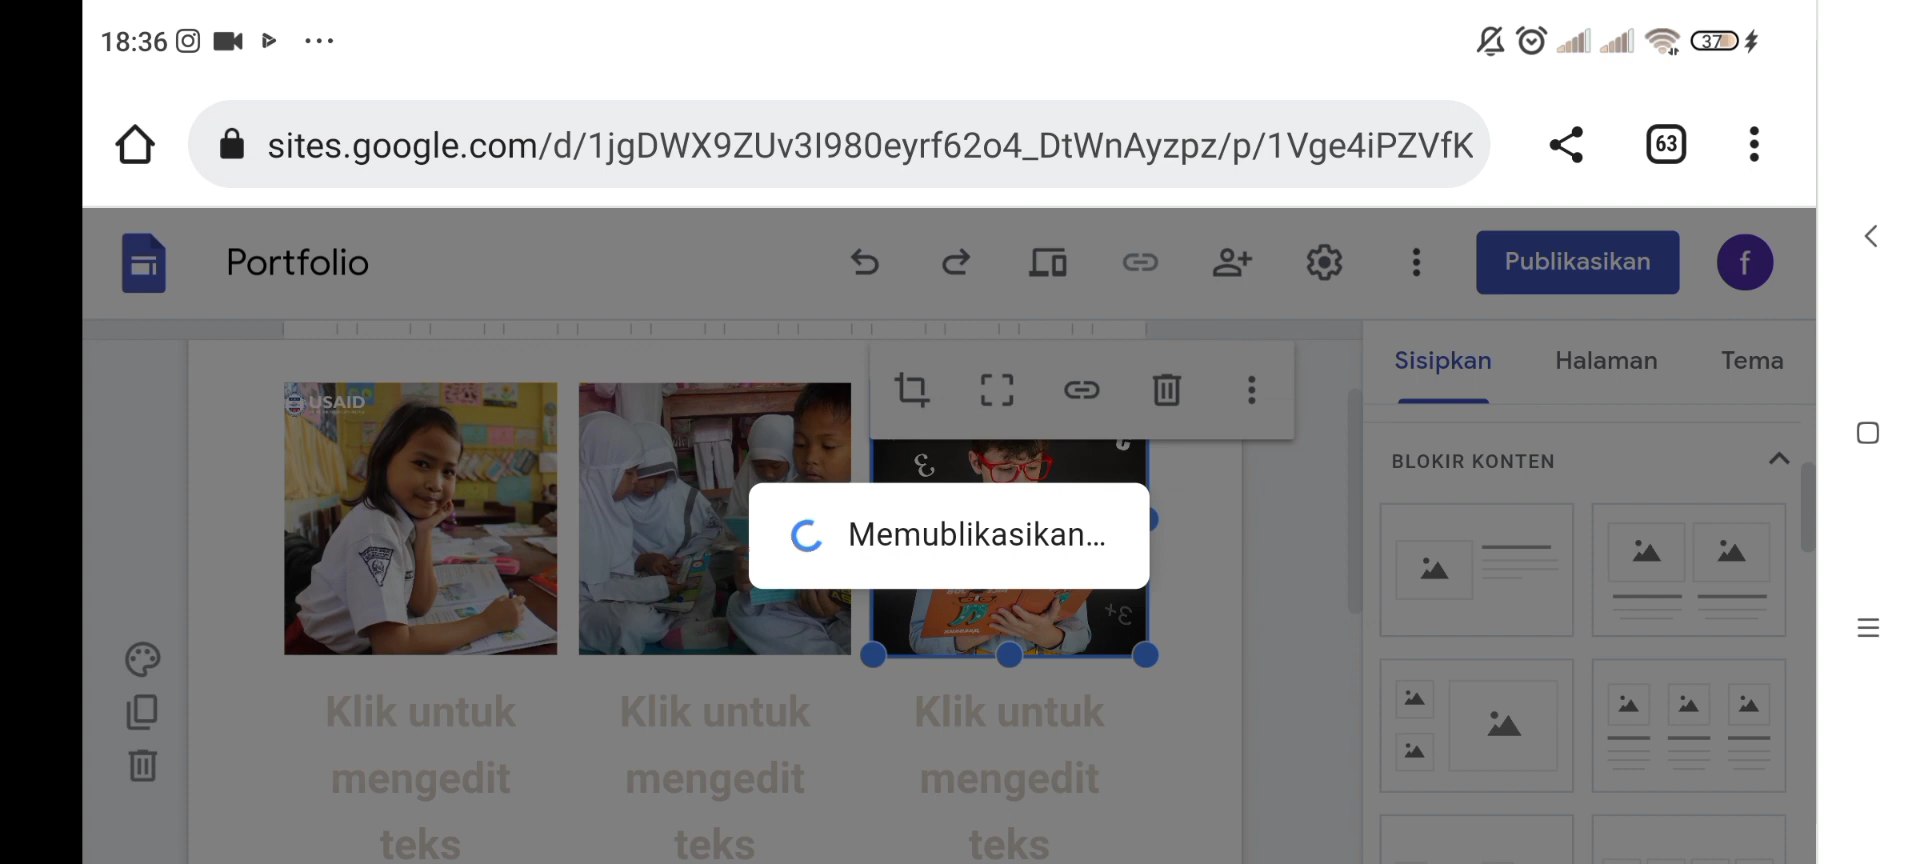 18:36
37
sites.google.com/d/1jgDWX9ZUv3I980eyrf62o4_DtWnAyzpz/p/1Vge4iPZVfK
63
Portfolio
Publikasikan
f
Sisipkan Halaman Tema
USAID
BLOKIR KONTEN
Memublikasikan...
Klik untuk
mengedit
teks
Klik untuk
mengedit
teks
Klik untuk
mengedit
teks